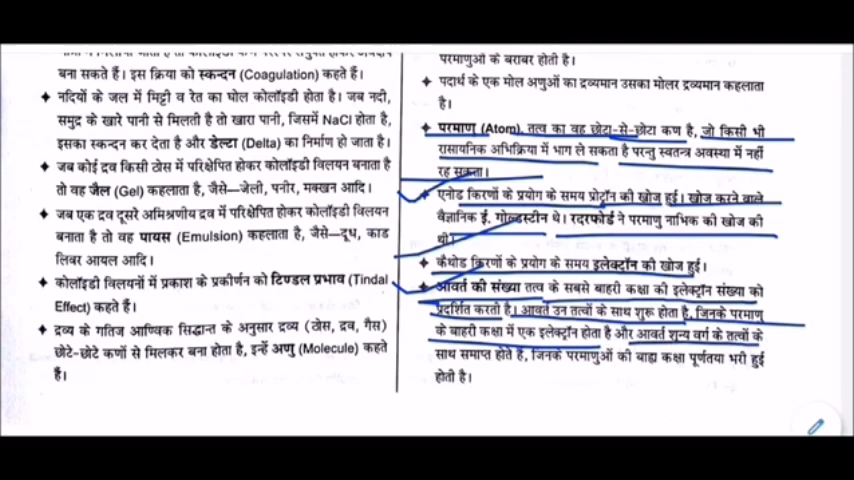 बना सकते हैं। इस क्रिया को स्कन्दन (Coagulation) कहते हैं।
✦ नदियों के जल में मिट्टी व रेत का घोल कोलॉइडी होता है। जब नदी,
समुद्र के खारे पानी से मिलती है तो खारा पानी, जिसमें NaCl होता है,
इसका स्कन्दन कर देता है और डेल्टा (Delta) का निर्माण हो जाता है।
✦ जब कोई द्रव किसी ठोस में परिक्षेपित होकर कोलॉइडी विलयन बनाता है
तो वह जैल (Gel) कहलाता है, जैसे—जेली, पनीर, मक्खन आदि।
✦ जब एक द्रव दूसरे अमिश्रणीय द्रव में परिक्षेपित होकर कोलॉइडी विलयन
बनाता है तो वह पायस (Emulsion) कहलाता है, जैसे—दूध, काड
लिवर आयल आदि।
✦ कोलॉइडी विलयनों में प्रकाश के प्रकीर्णन को टिण्डल प्रभाव (Tindal
Effect) कहते हैं।
✦ द्रव्य के गतिज आण्विक सिद्धान्त के अनुसार द्रव्य (ठोस, द्रव, गैस)
छोटे-छोटे कणों से मिलकर बना होता है, इन्हें अणु (Molecule) कहते
हैं।
परमाणुओं के बराबर होती है।
✦ पदार्थ के एक मोल अणुओं का द्रव्यमान उसका मोलर द्रव्यमान कहलाता
है।
✦ परमाणु (Atom) तत्व का वह छोटा-से-छोटा कण है, जो किसी भी
रासायनिक अभिक्रिया में भाग ले सकता है परन्तु स्वतन्त्र अवस्था में नहीं
रह सकता।
✦ एनोड किरणों के प्रयोग के समय प्रोट्रॉन की खोज हुई। खोज करने वाले
वैज्ञानिक ई. गोल्डस्टीन थे। रदरफोर्ड ने परमाणु नाभिक की खोज की
थी।
✦ कैथोड किरणों के प्रयोग के समय इलेक्ट्रॉन की खोज हुई।
✦ आवर्त की संख्या तत्व के सबसे बाहरी कक्षा की इलेक्ट्रॉन संख्या को
प्रदर्शित करती है। आवर्त उन तत्वों के साथ शुरू होता है, जिनके परमाणु
के बाहरी कक्षा में एक इलेक्ट्रॉन होता है और आवर्त शून्य वर्ग के तत्वों के
साथ समाप्त होते है, जिनके परमाणुओं की बाह्य कक्षा पूर्णतया भरी हुई
होती है।